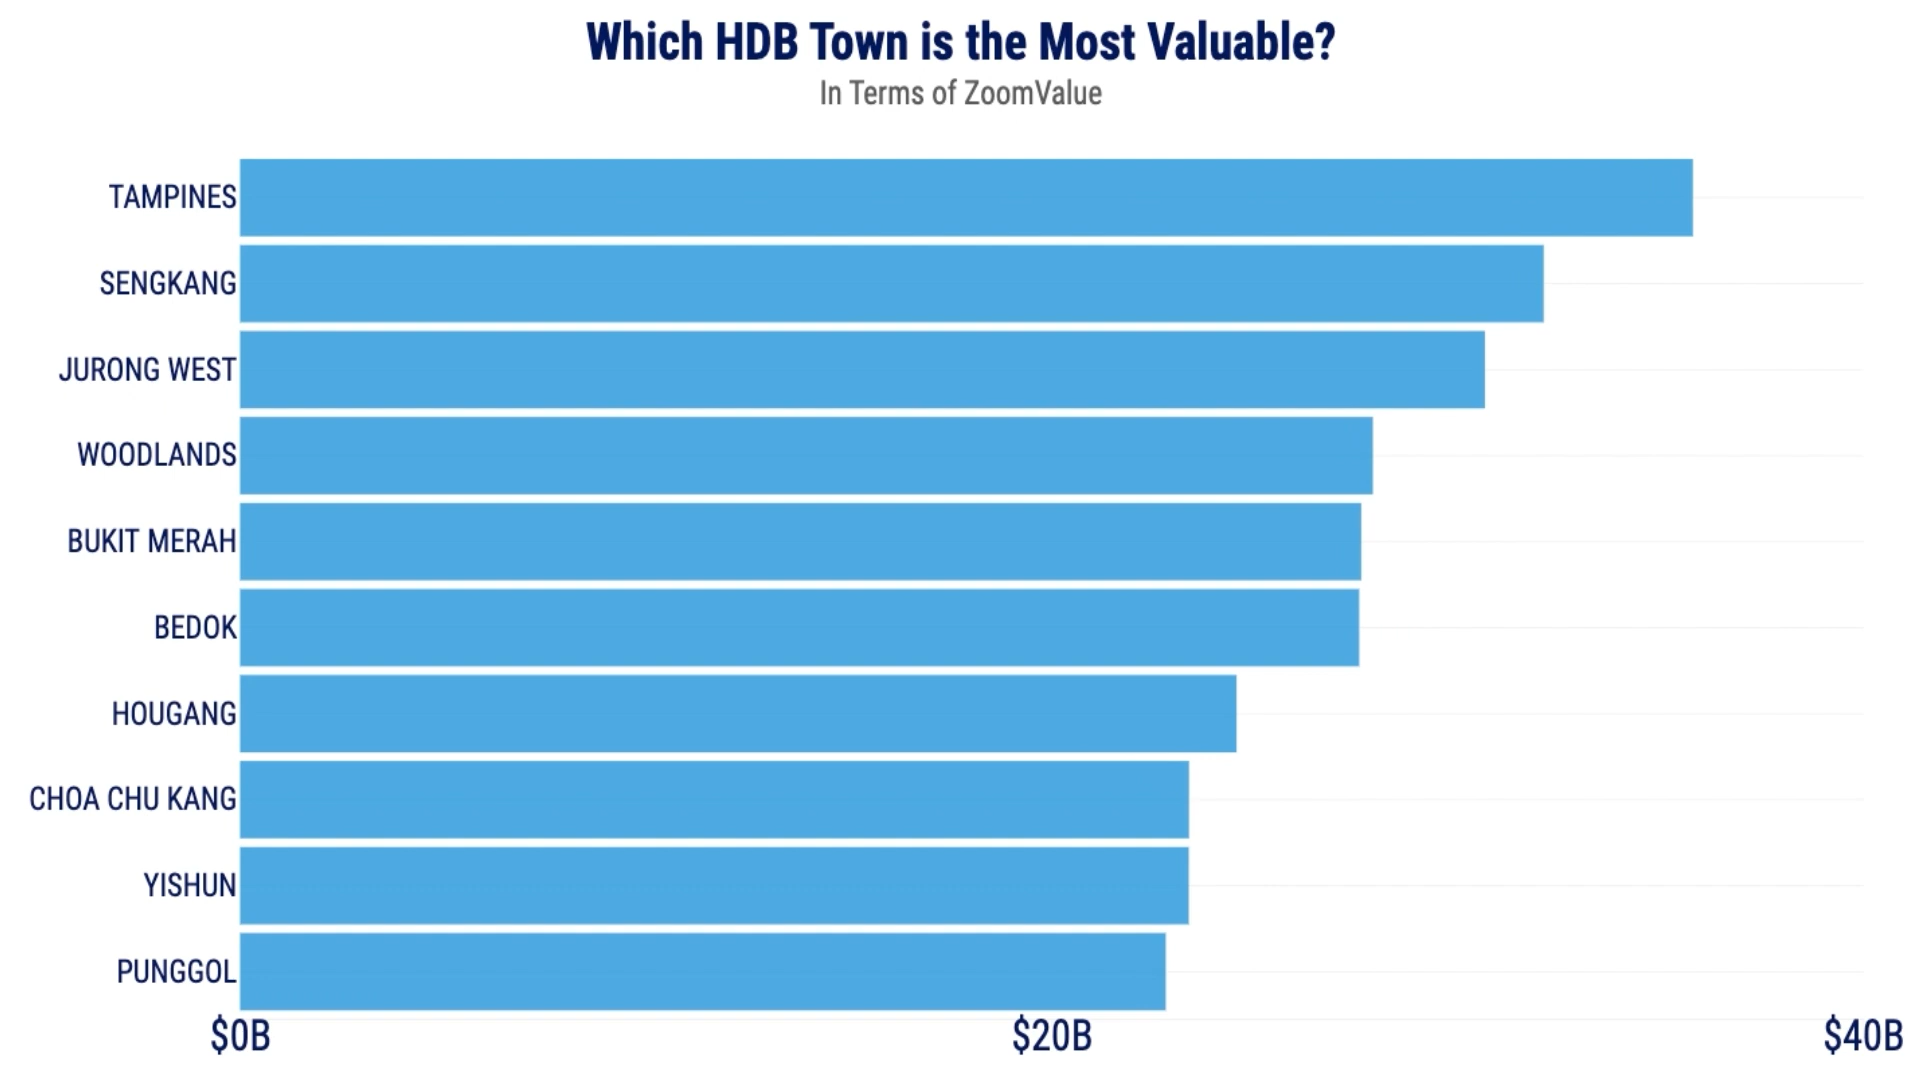 Which HDB Town is the Most Valuable?
In Terms of ZoomValue
TAMPINES
SENGKANG
JURONG WEST
WOODLANDS
BUKIT MERAH
BEDOK
HOUGANG
CHOA CHU KANG
YISHUN
PUNGGOL
$0B $20B $40B